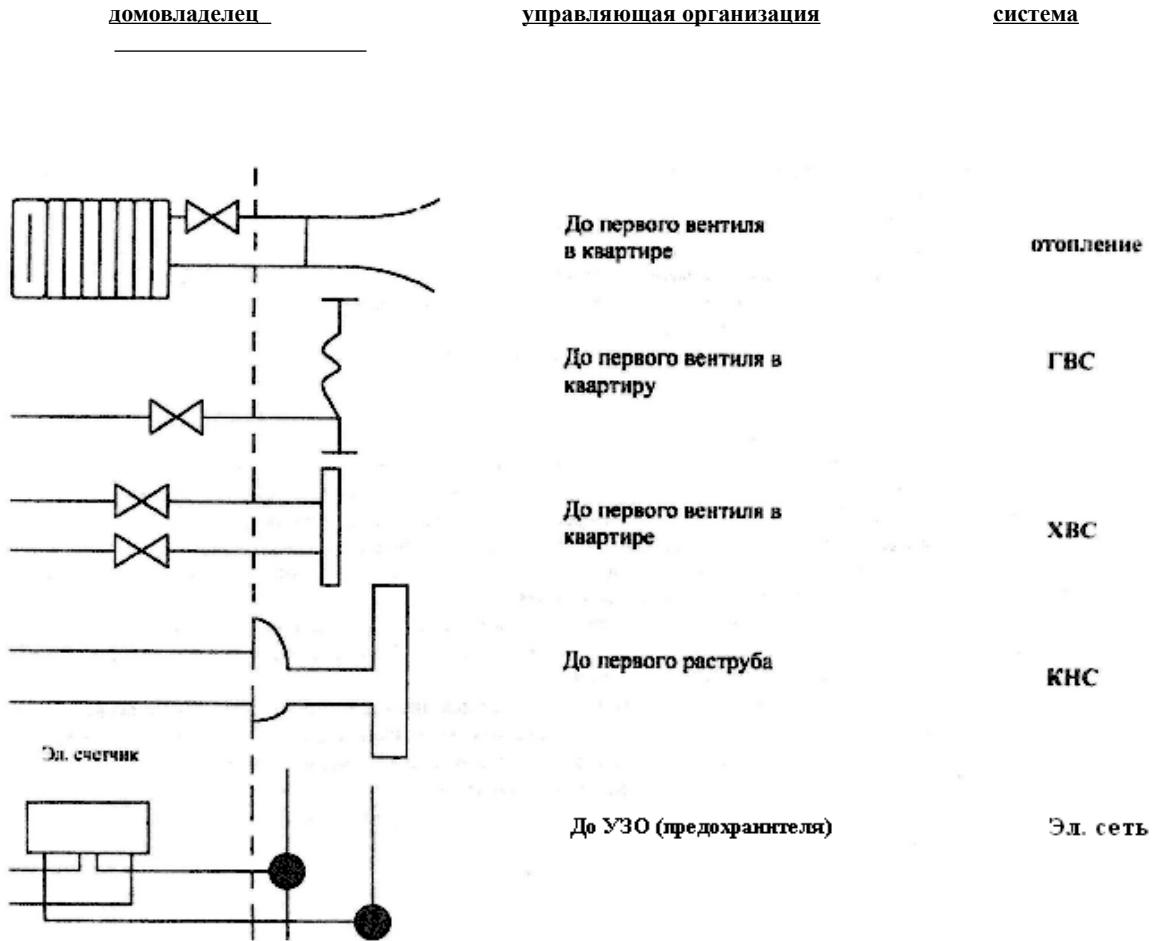 домовладелец управляющая организация система
До первого вентиля
в квартире
отопление
До первого вентиля в
квартиру
ГВС
До первого вентиля в
квартире
ХВС
До первого раструба
КНС
Эл. счетчик
До УЗО (предохранителя)
Эл. сеть